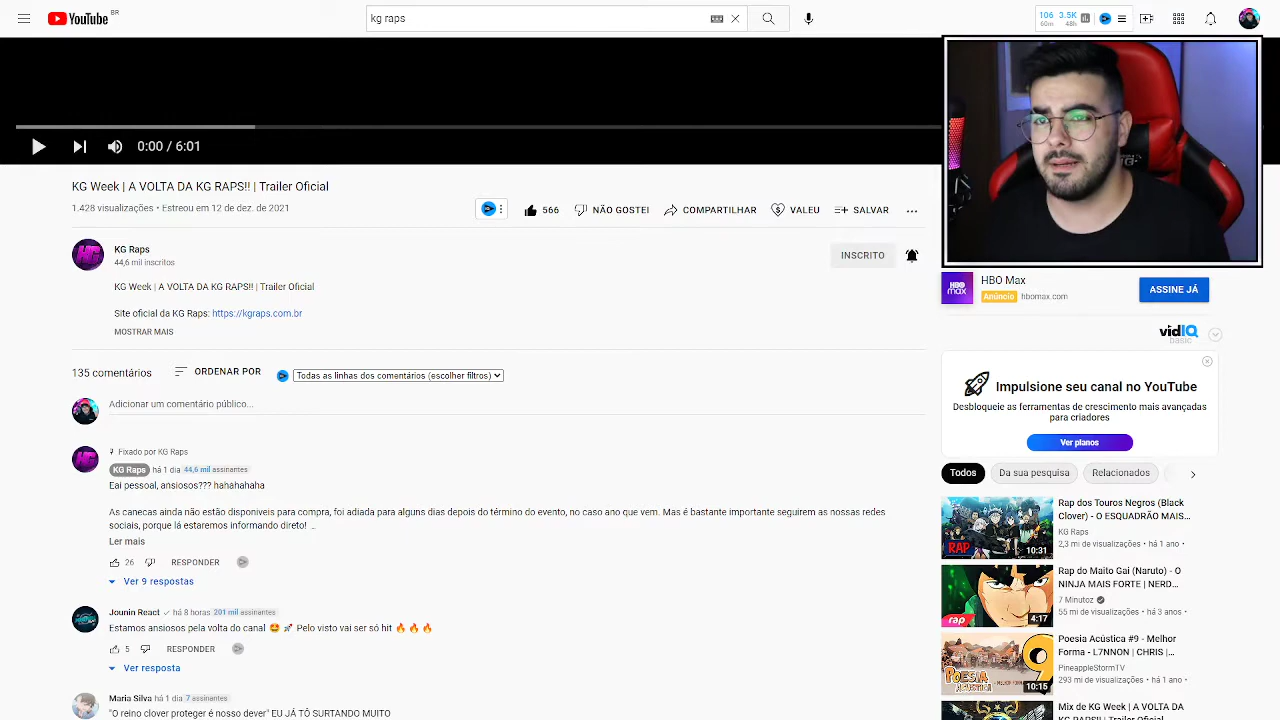 YouTube BR
kg raps
106 3.5K
60m 48h
0:00 / 6:01
KG Week | A VOLTA DA KG RAPS!! | Trailer Oficial
1.428 visualizações • Estreou em 12 de dez. de 2021
566 NÃO GOSTEI COMPARTILHAR VALEU SALVAR
KG Raps
44,6 mil inscritos
INSCRITO
KG Week | A VOLTA DA KG RAPS!! | Trailer Oficial
Site oficial da KG Raps: https://kgraps.com.br
MOSTRAR MAIS
135 comentários ORDENAR POR Todas as linhas dos comentários (escolher filtros)
Adicionar um comentário público...
Fixado por KG Raps
KG Raps há 1 dia 44,6 mil assinantes
Eai pessoal, ansiosos??? hahahahaha
As canecas ainda não estão disponíveis para compra, foi adiada para alguns dias depois do término do evento, no caso ano que vem. Mas é bastante importante seguirem as nossas redes
sociais, porque lá estaremos informando direto! ...
Ler mais
26 RESPONDER
Ver 9 respostas
Jounin React há 8 horas 201 mil assinantes
Estamos ansiosos pela volta do canal 🤩 🚀 Pelo visto vai ser só hit 🔥 🔥 🔥
5 RESPONDER
Ver resposta
Maria Silva há 1 dia 7 assinantes
"O reino clover proteger é nosso dever" EU JÁ TÔ SURTANDO MUITO
HBO max
HBO Max
Anúncio hbomax.com
ASSINE JÁ
vidIQ
basic
Impulsione seu canal no YouTube
Desbloqueie as ferramentas de crescimento mais avançadas
para criadores
Ver planos
Todos Da sua pesquisa Relacionados
RAP
10:31
Rap dos Touros Negros (Black
Clover) - O ESQUADRÃO MAIS...
KG Raps
2,3 mi de visualizações • há 1 ano •
rap
4:17
Rap do Maito Gai (Naruto) - O
NINJA MAIS FORTE | NERD...
7 Minutoz
55 mi de visualizações • há 3 anos •
POESIA
ACÚSTICA
9
10:15
Poesia Acústica #9 - Melhor
Forma - L7NNON | CHRIS |...
PineappleStormTV
293 mi de visualizações • há 1 ano •
Mix de KG Week | A VOLTA DA
KG RAPS!! | Trailer Oficial